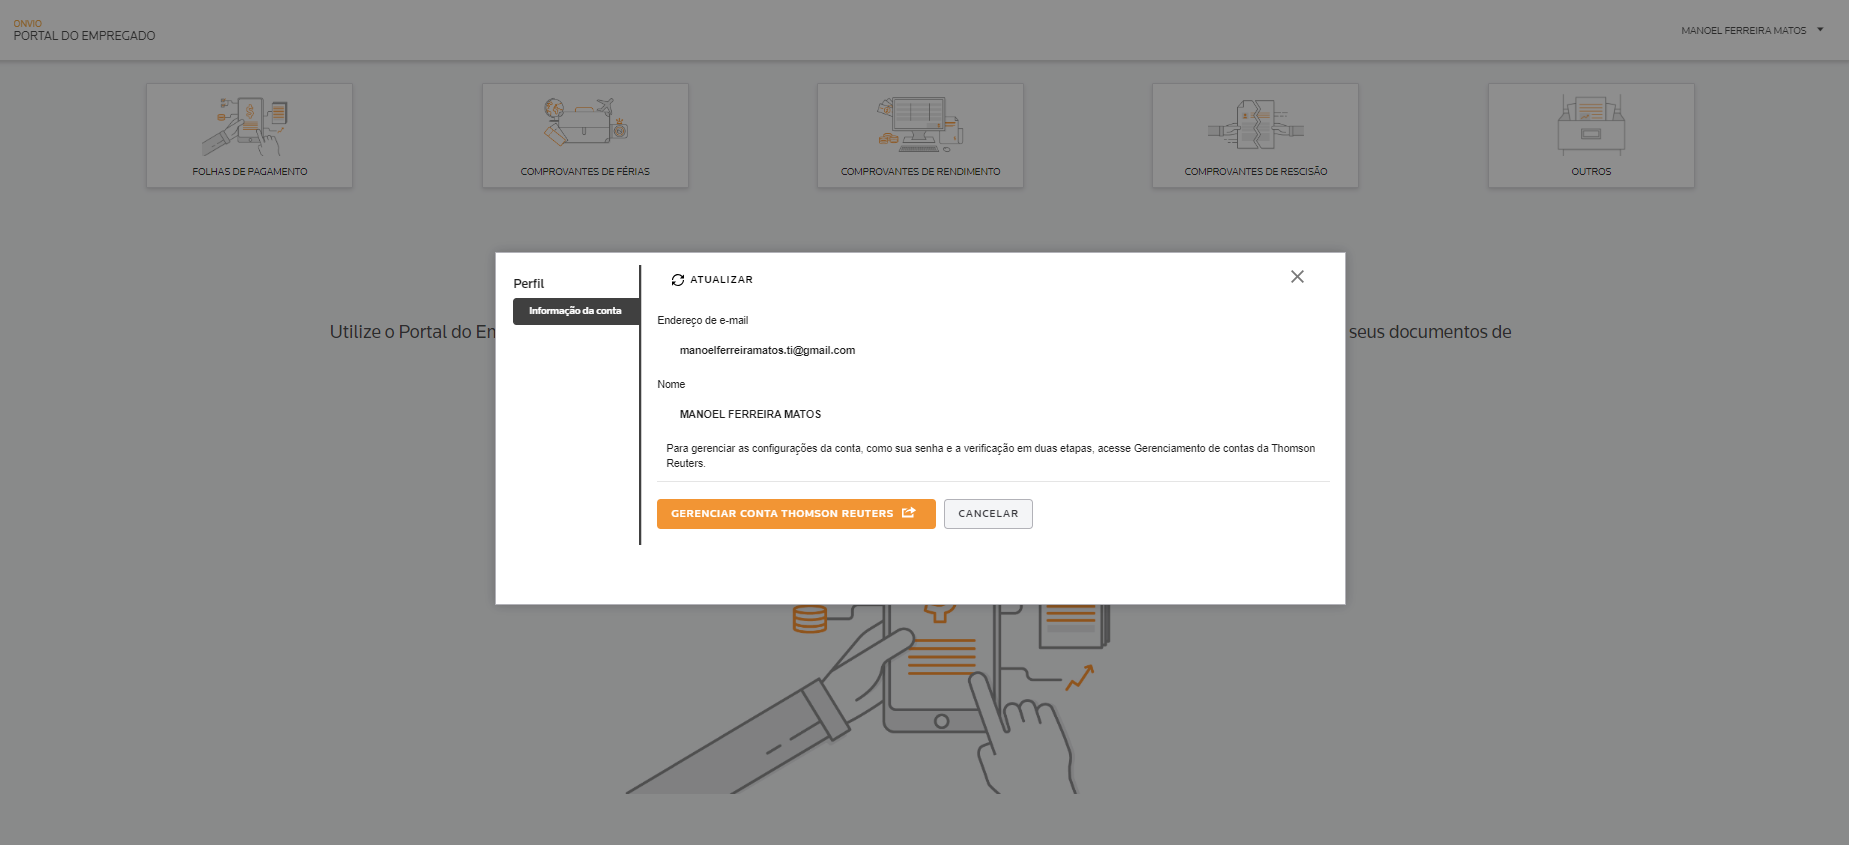 ONVIO
PORTAL DO EMPREGADO
MANOEL FERREIRA MATOS
FOLHAS DE PAGAMENTO
COMPROVANTES DE FÉRIAS
COMPROVANTES DE RENDIMENTO
COMPROVANTES DE RESCISÃO
OUTROS
Utilize o Portal do Em
seus documentos de
Perfil
Informação da conta
ATUALIZAR
Endereço de e-mail
manoelferreiramatos.ti@gmail.com
Nome
MANOEL FERREIRA MATOS
Para gerenciar as configurações da conta, como sua senha e a verificação em duas etapas, acesse Gerenciamento de contas da Thomson
Reuters.
GERENCIAR CONTA THOMSON REUTERS
CANCELAR